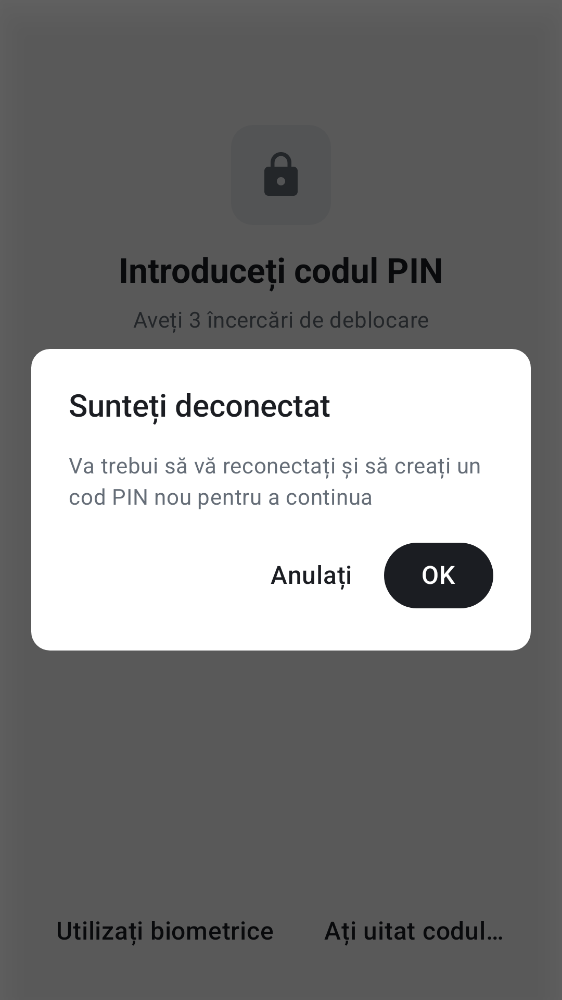 Introduceți codul PIN
Aveți 3 încercări de deblocare
Sunteți deconectat
Va trebui să vă reconectați și să creați un
cod PIN nou pentru a continua
Anulați
OK
Utilizați biometrice
Ați uitat codul…